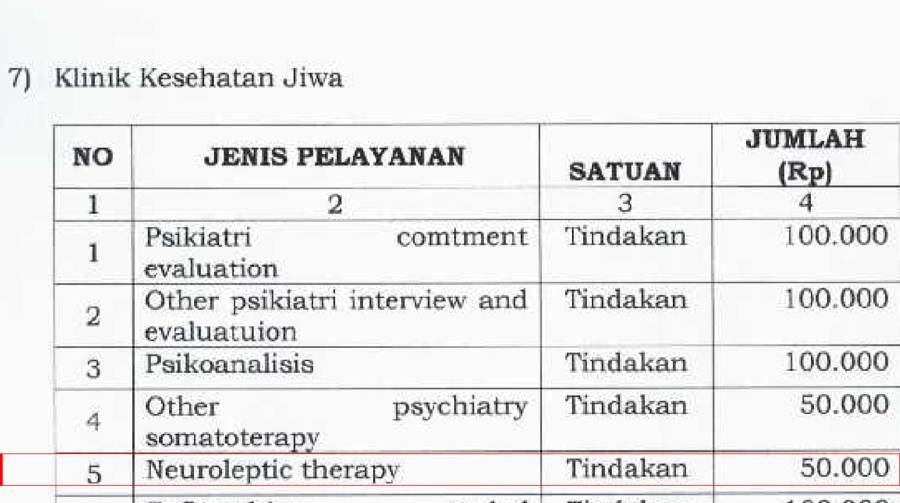 7) Klinik Kesehatan Jiwa
NO JENIS PELAYANAN SATUAN JUMLAH (Rp)
1 2 3 4
1 Psikiatri comtment evaluation Tindakan 100.000
2 Other psikiatri interview and evaluatuion Tindakan 100.000
3 Psikoanalisis Tindakan 100.000
4 Other psychiatry somatoterapy Tindakan 50.000
5 Neuroleptic therapy Tindakan 50.000